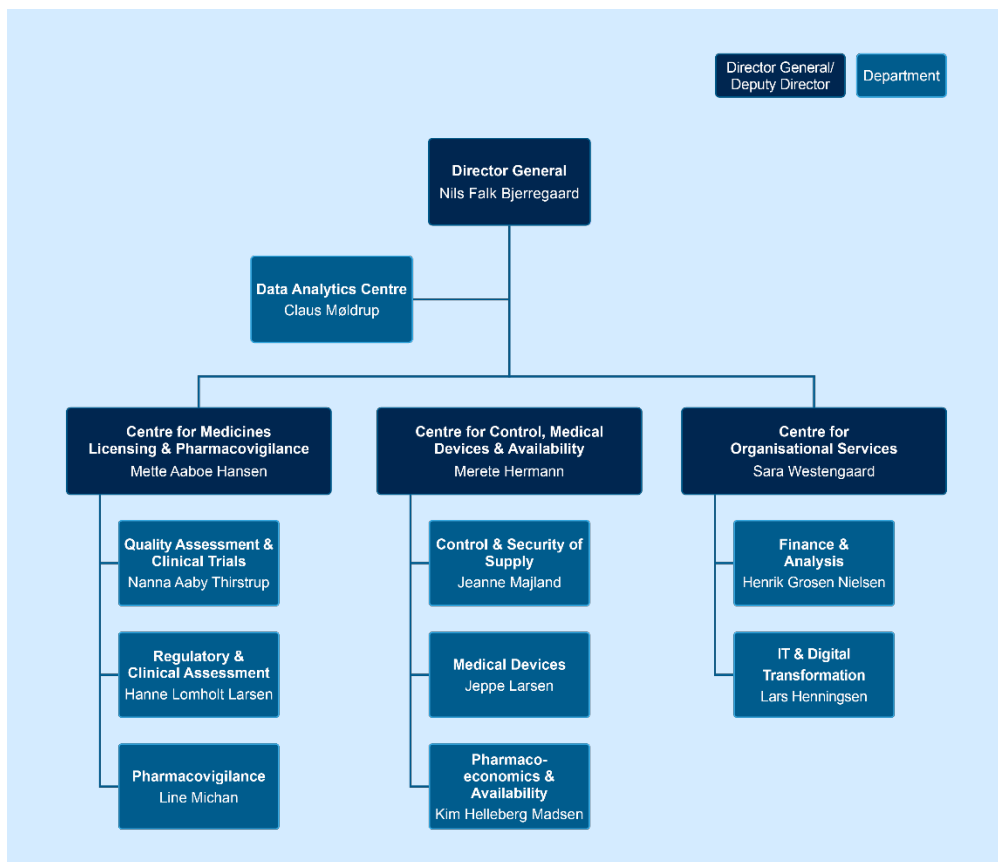 Director General/
Deputy Director
Department
Director General
Nils Falk Bjerregaard
Data Analytics Centre
Claus Møldrup
Centre for Medicines
Licensing & Pharmacovigilance
Mette Aaboe Hansen
Centre for Control, Medical
Devices & Availability
Merete Hermann
Centre for
Organisational Services
Sara Westengaard
Quality Assessment &
Clinical Trials
Nanna Aaby Thirstrup
Control & Security of
Supply
Jeanne Majland
Finance &
Analysis
Henrik Grosen Nielsen
Regulatory &
Clinical Assessment
Hanne Lomholt Larsen
Medical Devices
Jeppe Larsen
IT & Digital
Transformation
Lars Henningsen
Pharmacovigilance
Line Michan
Pharmaco-
economics &
Availability
Kim Helleberg Madsen